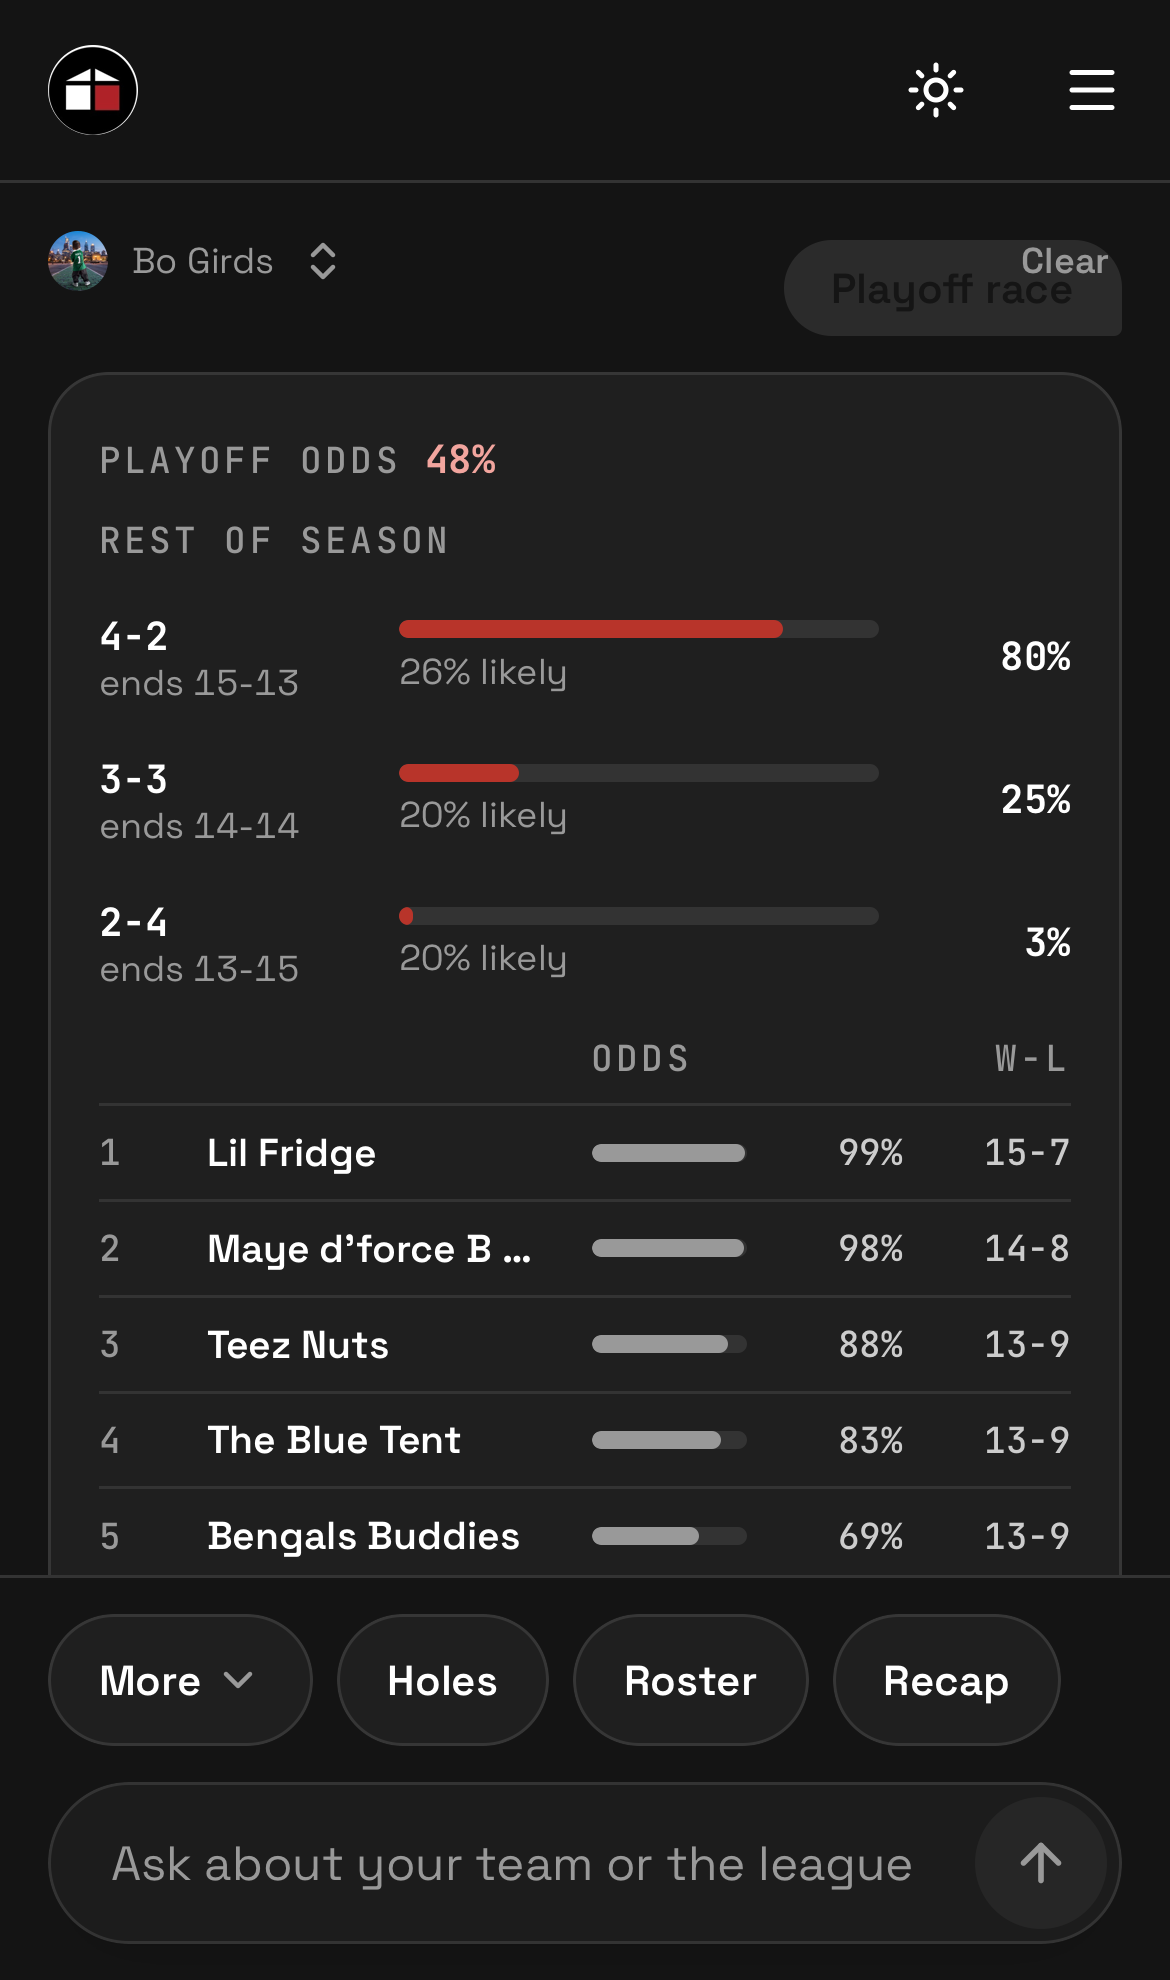 Bo Girds
Clear
Playoff race
PLAYOFF ODDS 48%
REST OF SEASON
4-2
ends 15-13
26% likely
80%
3-3
ends 14-14
20% likely
25%
2-4
ends 13-15
20% likely
3%
ODDS W-L
1 Lil Fridge 99% 15-7
2 Maye d’force B ... 98% 14-8
3 Teez Nuts 88% 13-9
4 The Blue Tent 83% 13-9
5 Bengals Buddies 69% 13-9
More Holes Roster Recap
Ask about your team or the league